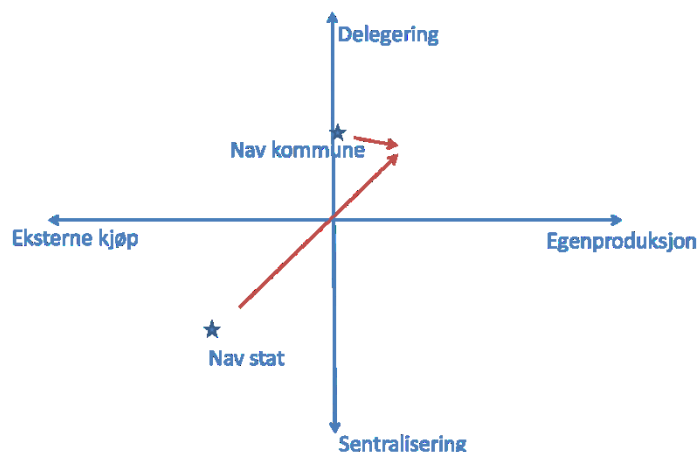 Delegering
Nav kommune
Eksterne kjøp
Egenproduksjon
Nav stat
Sentralisering